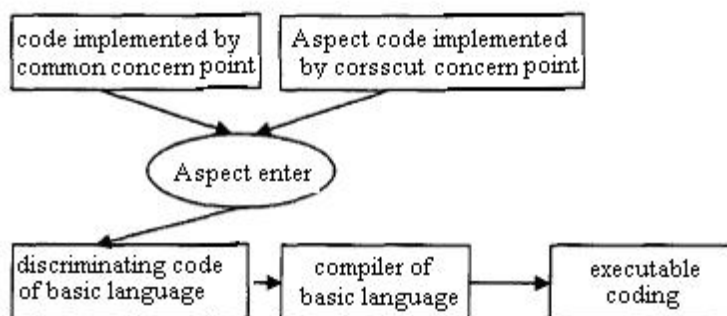 code implemented by
common concern point
Aspect code implemented
by corsscut concern point
Aspect enter
discriminating code
of basic language
compiler of
basic language
executable
coding